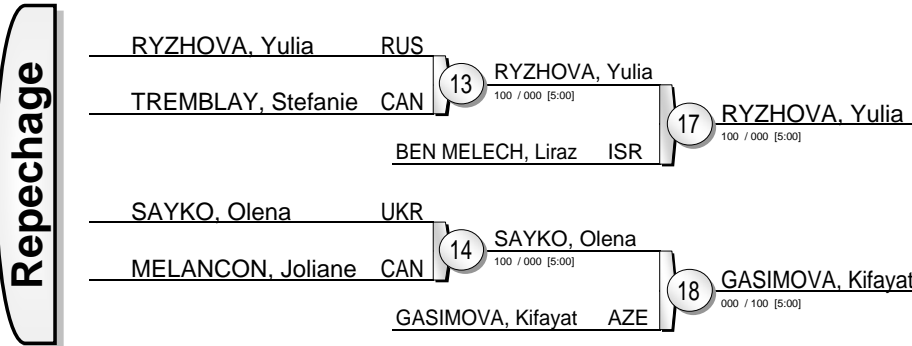 Repechage
RYZHOVA, Yulia RUS
TREMBLAY, Stefanie CAN
13
RYZHOVA, Yulia
100 / 000 [5:00]
BEN MELECH, Liraz ISR
17
RYZHOVA, Yulia
100 / 000 [5:00]
SAYKO, Olena UKR
MELANCON, Joliane CAN
14
SAYKO, Olena
100 / 000 [5:00]
GASIMOVA, Kifayat AZE
18
GASIMOVA, Kifayat
000 / 100 [5:00]